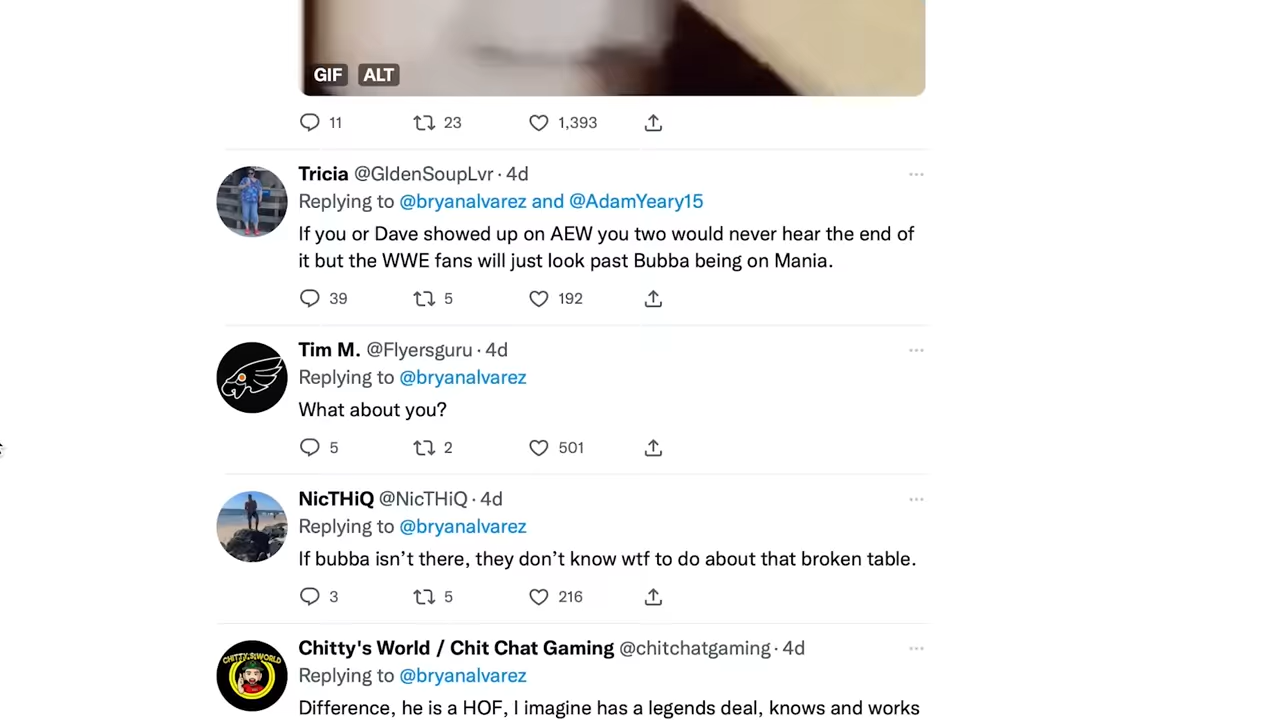 GIF ALT
11 23 1,393
Tricia @GldenSoupLvr · 4d
Replying to @bryanalvarez and @AdamYeary15
If you or Dave showed up on AEW you two would never hear the end of
it but the WWE fans will just look past Bubba being on Mania.
39 5 192
Tim M. @Flyersguru · 4d
Replying to @bryanalvarez
What about you?
5 2 501
NicTHiQ @NicTHiQ · 4d
Replying to @bryanalvarez
If bubba isn’t there, they don’t know wtf to do about that broken table.
3 5 216
CHITTY'S WORLD
Chitty's World / Chit Chat Gaming @chitchatgaming · 4d
Replying to @bryanalvarez
Difference, he is a HOF, I imagine has a legends deal, knows and works